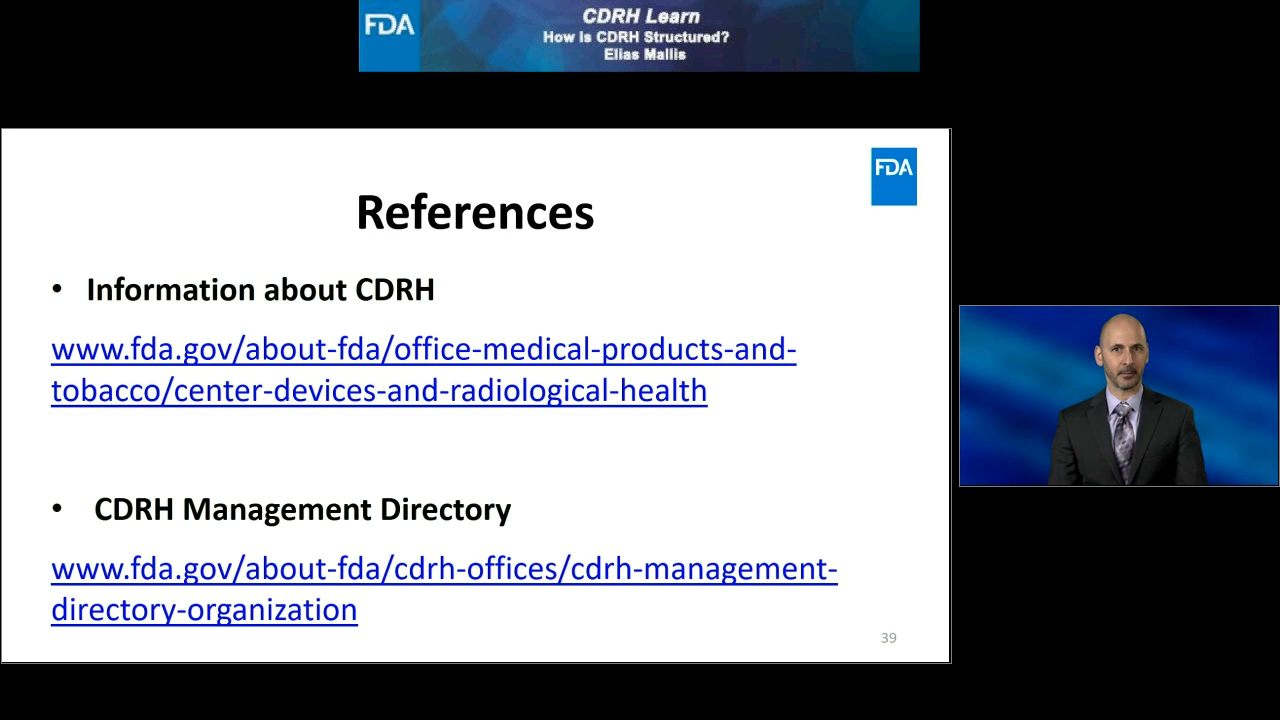 FDA
CDRH Learn
How Is CDRH Structured?
Elias Mallis
FDA
References
• Information about CDRH
www.fda.gov/about-fda/office-medical-products-and-
tobacco/center-devices-and-radiological-health
• CDRH Management Directory
www.fda.gov/about-fda/cdrh-offices/cdrh-management-
directory-organization
39